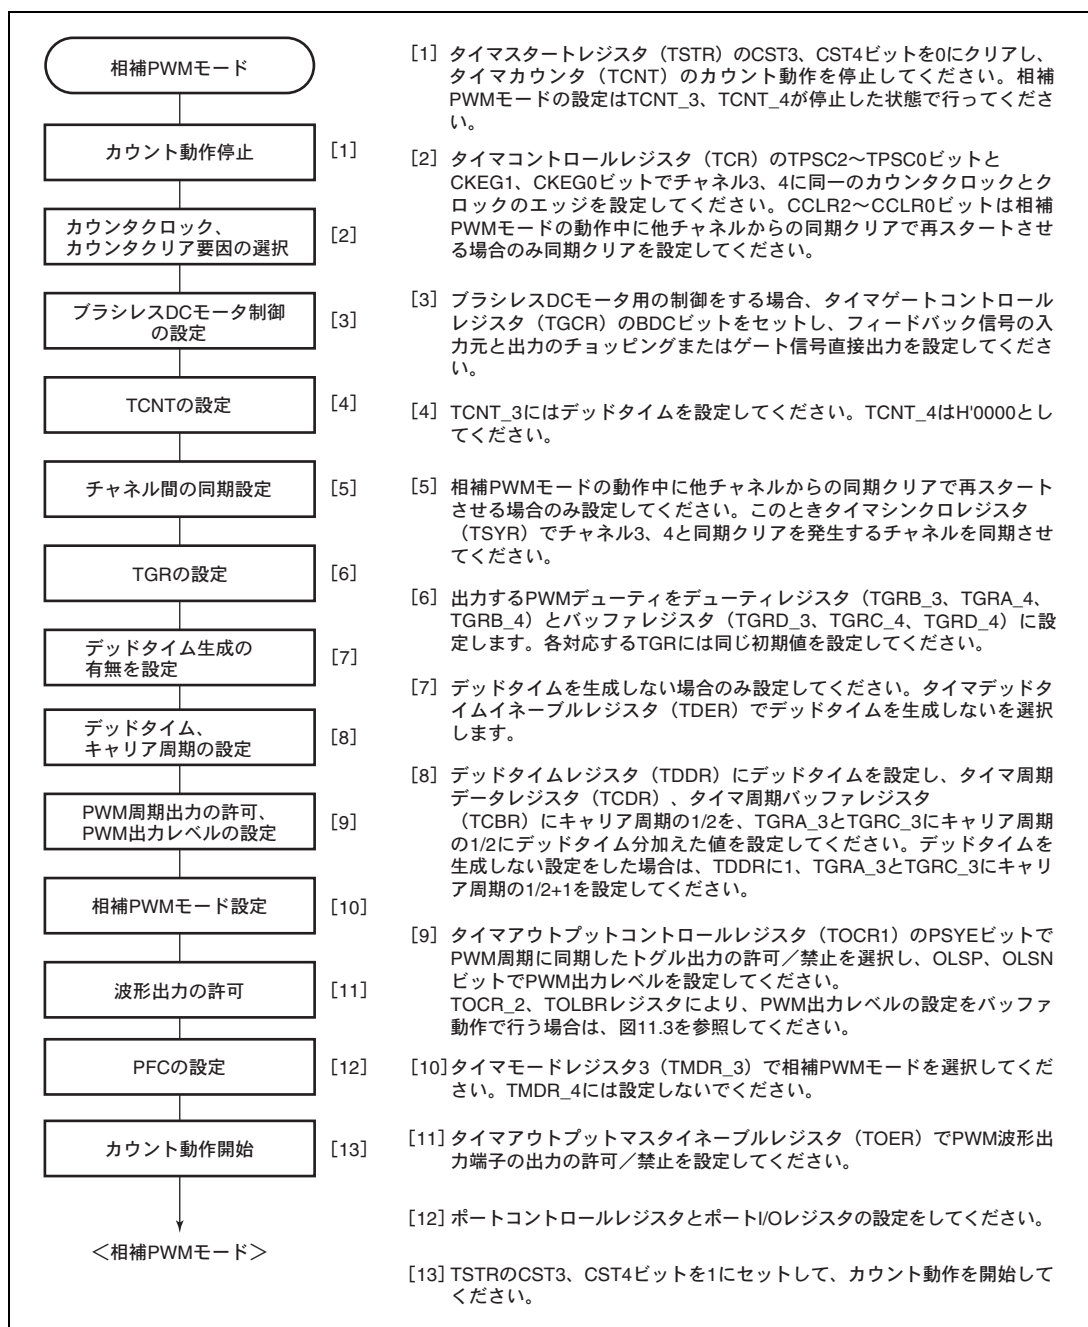 相補PWMモード
カウント動作停止 [1]
カウンタクロック、
カウンタクリア要因の選択 [2]
ブラシレスDCモータ制御
の設定 [3]
TCNTの設定 [4]
チャネル間の同期設定 [5]
TGRの設定 [6]
デッドタイム生成の
有無を設定 [7]
デッドタイム、
キャリア周期の設定 [8]
PWM周期出力の許可、
PWM出力レベルの設定 [9]
相補PWMモード設定 [10]
波形出力の許可 [11]
PFCの設定 [12]
カウント動作開始 [13]
＜相補PWMモード＞
[1] タイマスタートレジスタ（TSTR）のCST3、CST4ビットを0にクリアし、
タイマカウンタ（TCNT）のカウント動作を停止してください。相補
PWMモードの設定はTCNT_3、TCNT_4が停止した状態で行ってくださ
い。
[2] タイマコントロールレジスタ（TCR）のTPSC2～TPSC0ビットと
CKEG1、CKEG0ビットでチャネル3、4に同一のカウンタクロックとク
ロックのエッジを設定してください。CCLR2～CCLR0ビットは相補
PWMモードの動作中に他チャネルからの同期クリアで再スタートさせ
る場合のみ同期クリアを設定してください。
[3] ブラシレスDCモータ用の制御をする場合、タイマゲートコントロール
レジスタ（TGCR）のBDCビットをセットし、フィードバック信号の入
力元と出力のチョッピングまたはゲート信号直接出力を設定してくださ
い。
[4] TCNT_3にはデッドタイムを設定してください。TCNT_4はH'0000とし
てください。
[5] 相補PWMモードの動作中に他チャネルからの同期クリアで再スタート
させる場合のみ設定してください。このときタイマシンクロレジスタ
（TSYR）でチャネル3、4と同期クリアを発生するチャネルを同期させ
てください。
[6] 出力するPWMデューティをデューティレジスタ（TGRB_3、TGRA_4、
TGRB_4）とバッファレジスタ（TGRD_3、TGRC_4、TGRD_4）に設
定します。各対応するTGRには同じ初期値を設定してください。
[7] デッドタイムを生成しない場合のみ設定してください。タイマデッドタ
イムイネーブルレジスタ（TDER）でデッドタイムを生成しないを選択
します。
[8] デッドタイムレジスタ（TDDR）にデッドタイムを設定し、タイマ周期
データレジスタ（TCDR）、タイマ周期バッファレジスタ
（TCBR）にキャリア周期の1/2を、TGRA_3とTGRC_3にキャリア周期
の1/2にデッドタイム分加えた値を設定してください。デッドタイムを
生成しない設定をした場合は、TDDRに1、TGRA_3とTGRC_3にキャリ
ア周期の1/2+1を設定してください。
[9] タイマアウトプットコントロールレジスタ（TOCR1）のPSYEビットで
PWM周期に同期したトグル出力の許可／禁止を選択し、OLSP、OLSN
ビットでPWM出力レベルを設定してください。
TOCR_2、TOLBRレジスタにより、PWM出力レベルの設定をバッファ
動作で行う場合は、図11.3を参照してください。
[10] タイマモードレジスタ3（TMDR_3）で相補PWMモードを選択してくだ
さい。TMDR_4には設定しないでください。
[11] タイマアウトプットマスタイネーブルレジスタ（TOER）でPWM波形出
力端子の出力の許可／禁止を設定してください。
[12] ポートコントロールレジスタとポートI/Oレジスタの設定をしてください。
[13] TSTRのCST3、CST4ビットを1にセットして、カウント動作を開始して
ください。